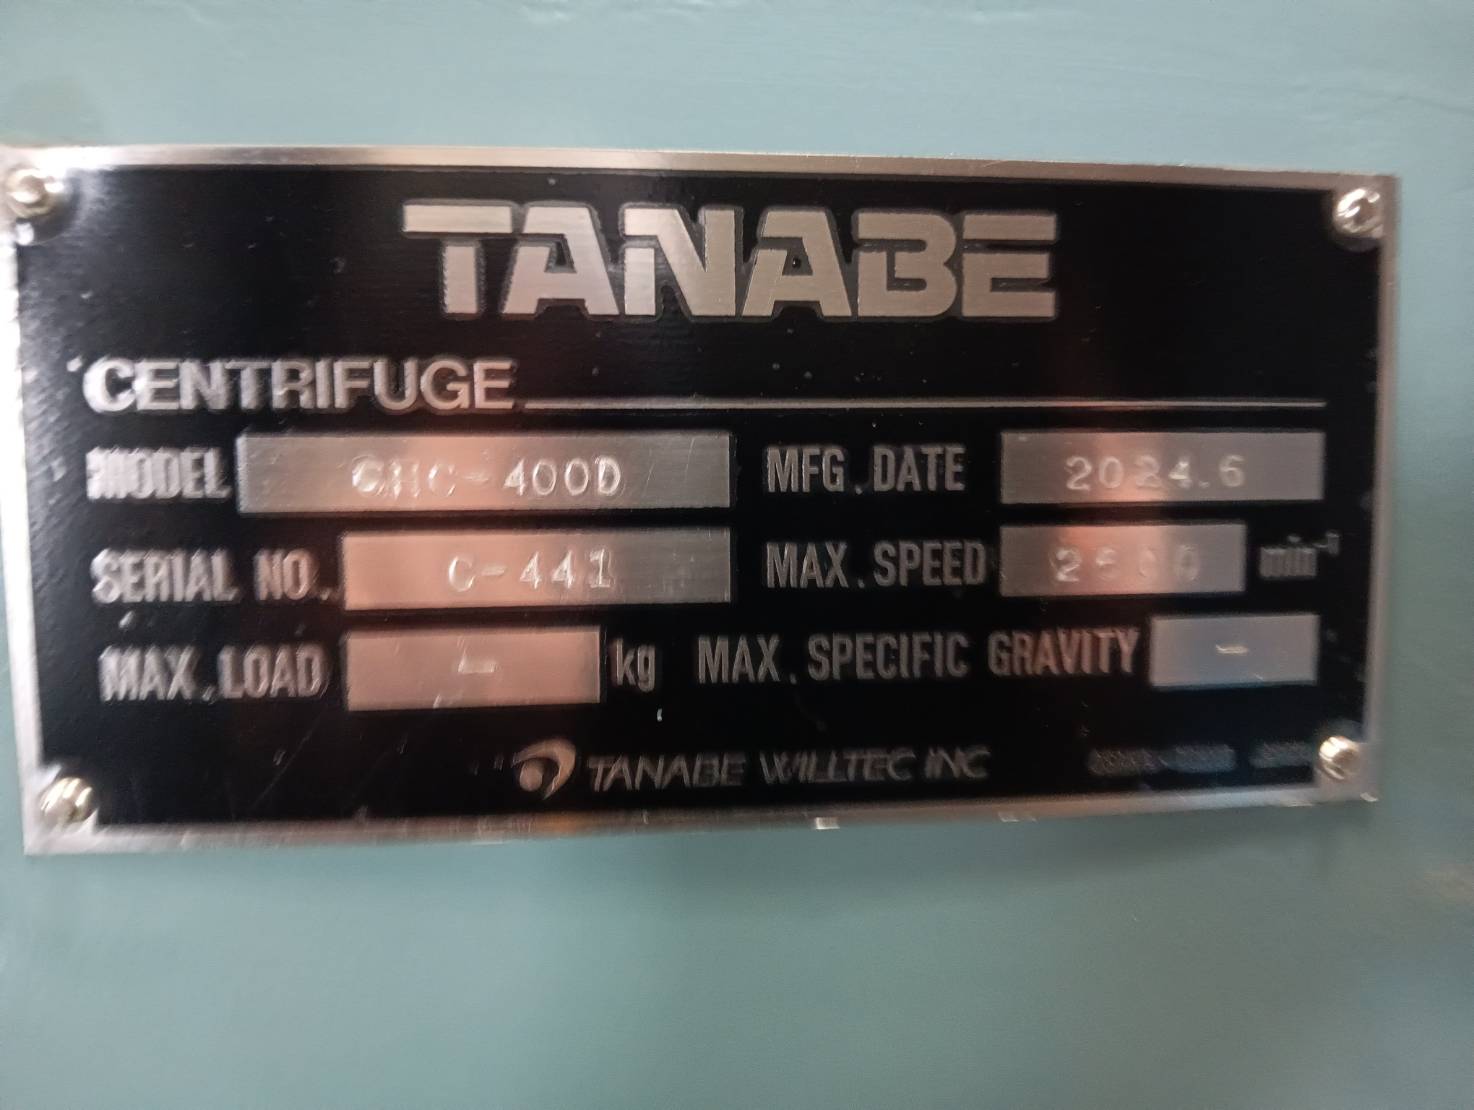 TANABE
CENTRIFUGE
MODEL
MFG. DATE 2024.6
SERIAL NO. C-441 MAX. SPEED min⁻¹
MAX. LOAD - kg MAX. SPECIFIC GRAVITY -
TANABE WILLTEC INC